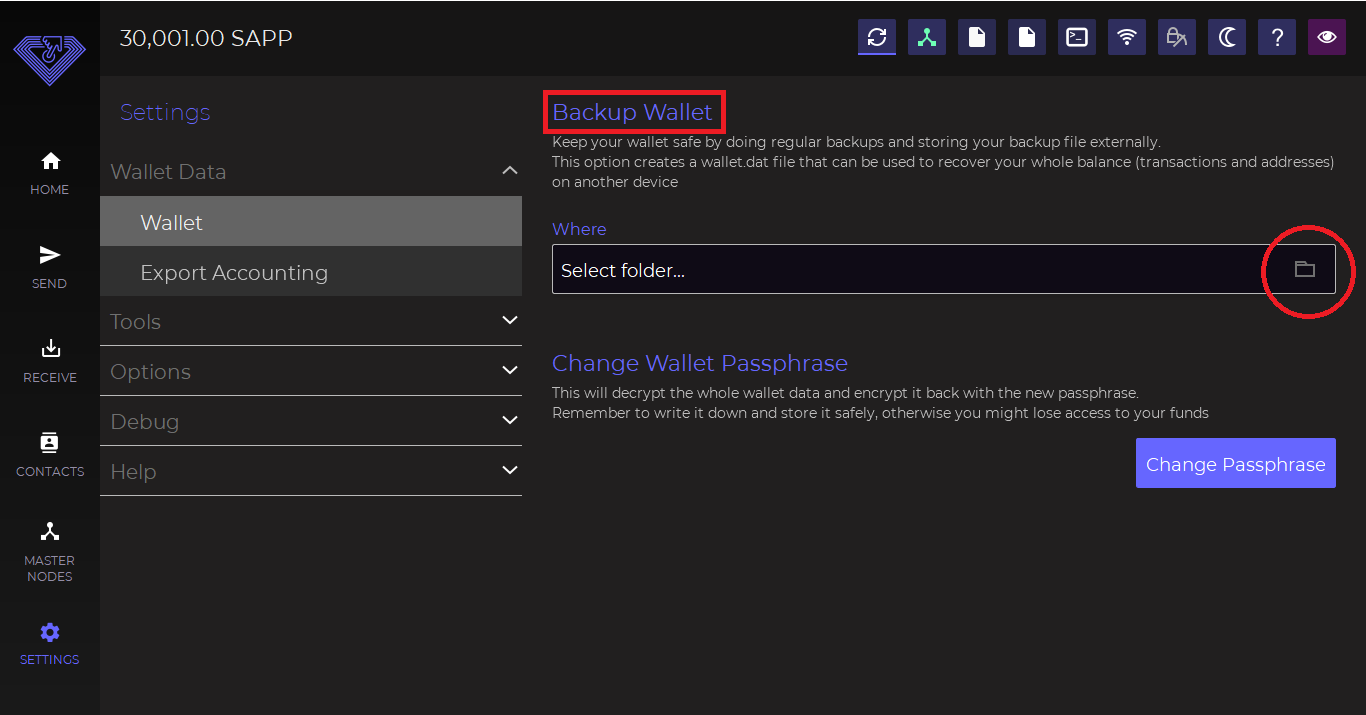 30,001.00 SAPP
HOME
SEND
RECEIVE
CONTACTS
MASTER
NODES
SETTINGS
Settings
Wallet Data
Wallet
Export Accounting
Tools
Options
Debug
Help
Backup Wallet
Keep your wallet safe by doing regular backups and storing your backup file externally.
This option creates a wallet.dat file that can be used to recover your whole balance (transactions and addresses)
on another device
Where
Select folder...
Change Wallet Passphrase
This will decrypt the whole wallet data and encrypt it back with the new passphrase.
Remember to write it down and store it safely, otherwise you might lose access to your funds
Change Passphrase